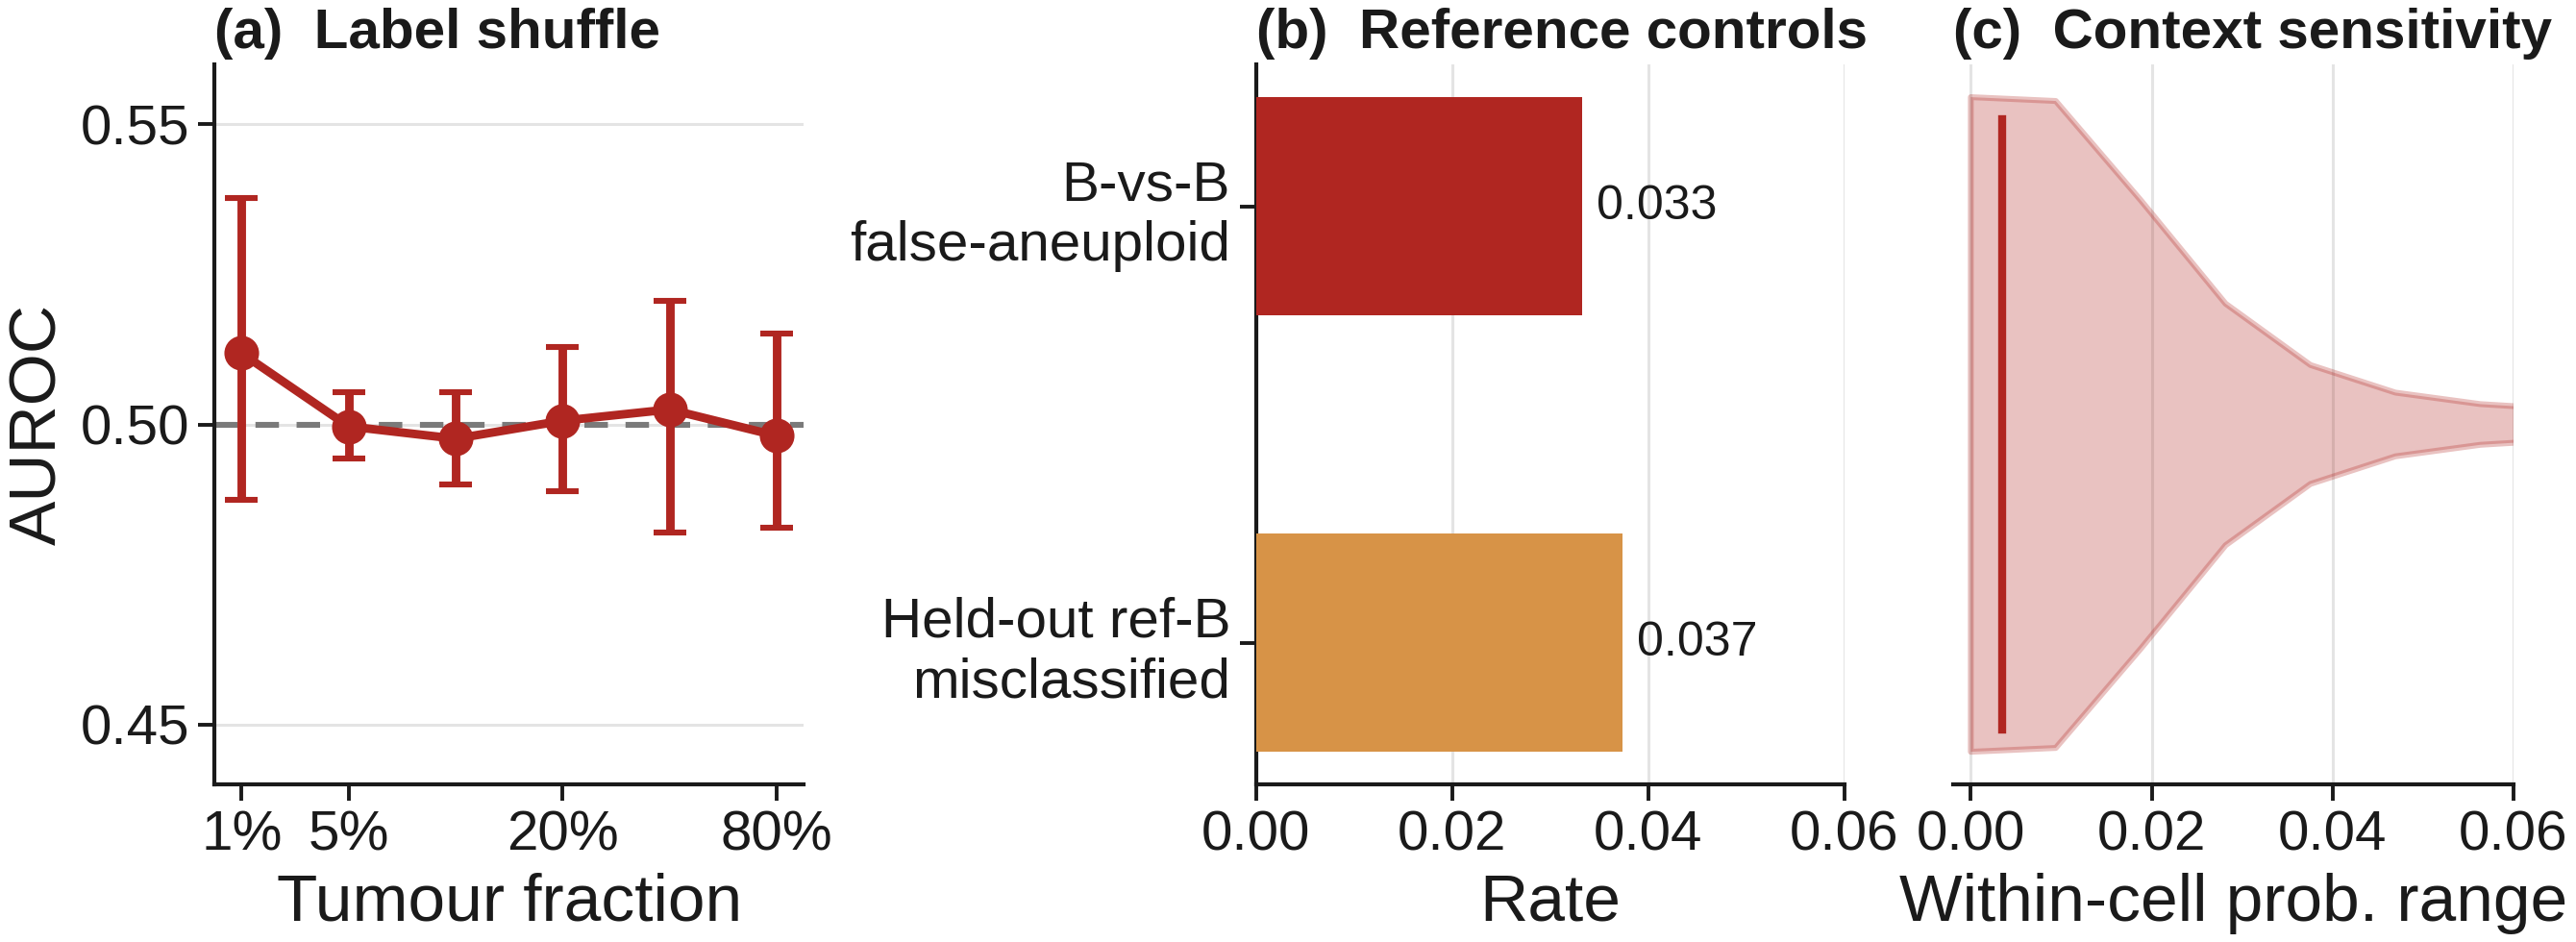 (a) Label shuffle
AUROC
0.55
0.50
0.45
1% 5% 20% 80%
Tumour fraction
(b) Reference controls
B-vs-B
false-aneuploid
0.033
Held-out ref-B
misclassified
0.037
0.00 0.02 0.04 0.06
Rate
(c) Context sensitivity
0.00 0.02 0.04 0.06
Within-cell prob. range